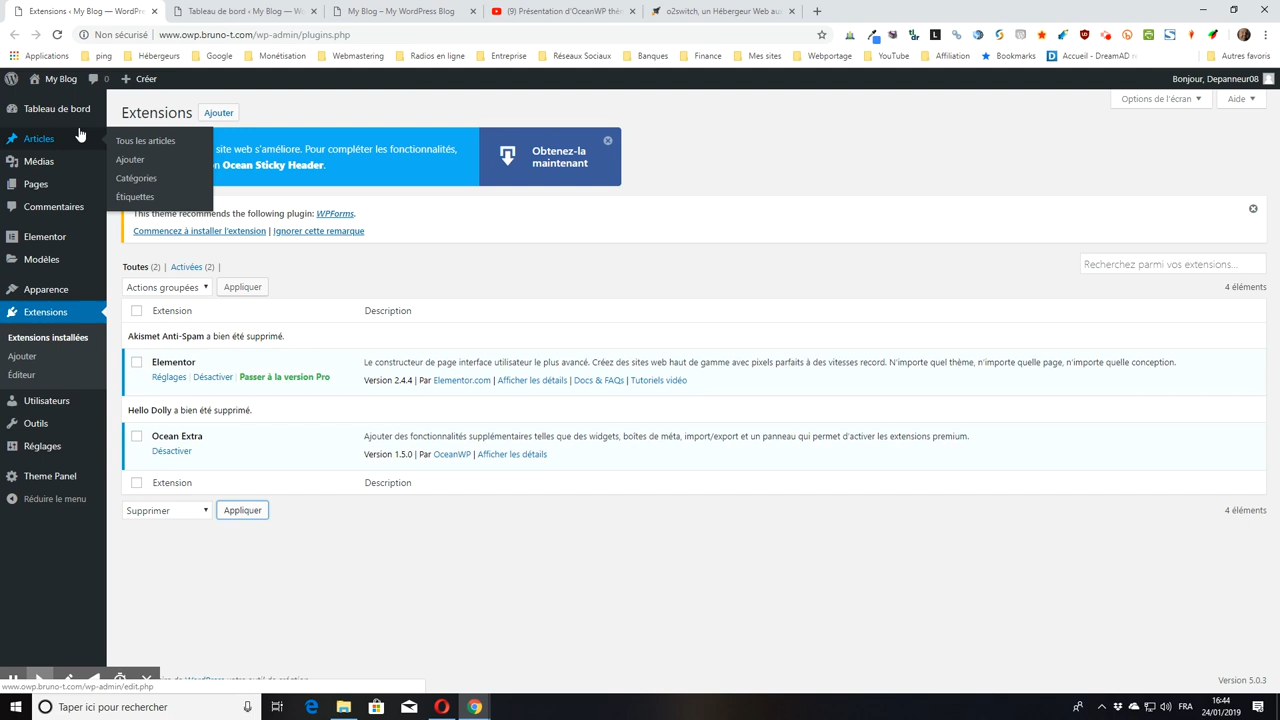 (Extensions ‹ My Blog — WordPres
Tableau de bord ‹ My Blog — W
My Blog – My WordPress Blog
(9) Présentation d'OceanWP thè
o2switch, un Hébergeur Web au
Non sécurisé
www.owp.bruno-t.com/wp-admin/plugins.php
Applications
ping
Hébergeurs
Google
Monétisation
Webmastering
Radios en ligne
Entreprise
Réseaux Sociaux
Banques
Finance
Mes sites
Webportage
YouTube
Affiliation
Bookmarks
Accueil - DreamAD re
Autres favoris
My Blog
0
Créer
Bonjour, Depanneur08
Tableau de bord
Articles
Médias
Pages
Commentaires
Elementor
Modèles
Apparence
Extensions
Extensions installées
Ajouter
Éditeur
Utilisateurs
Outils
Réglages
Theme Panel
Réduire le menu
Tous les articles
Ajouter
Catégories
Étiquettes
Extensions
Ajouter
Options de l'écran
Aide
site web s'améliore. Pour compléter les fonctionnalités,
Ocean Sticky Header.
Obtenez-la
maintenant
This theme recommends the following plugin: WPForms.
Commencez à installer l'extension | Ignorer cette remarque
Toutes (2) | Activées (2) |
Recherchez parmi vos extensions…
Actions groupées
Appliquer
4 éléments
Extension
Description
Akismet Anti-Spam a bien été supprimé.
Elementor
Le constructeur de page interface utilisateur le plus avancé. Créez des sites web haut de gamme avec pixels parfaits à des vitesses record. N'importe quel thème, n'importe quelle page, n'importe quelle conception.
Réglages | Désactiver | Passer à la version Pro
Version 2.4.4 | Par Elementor.com | Afficher les détails | Docs & FAQs | Tutoriels vidéo
Hello Dolly a bien été supprimé.
Ocean Extra
Ajouter des fonctionnalités supplémentaires telles que des widgets, boîtes de méta, import/export et un panneau qui permet d'activer les extensions premium.
Désactiver
Version 1.5.0 | Par OceanWP | Afficher les détails
Extension
Description
Supprimer
Appliquer
4 éléments
Version 5.0.3
www.owp.bruno-t.com/wp-admin/edit.php
Taper ici pour rechercher
FRA
16:44
24/01/2019